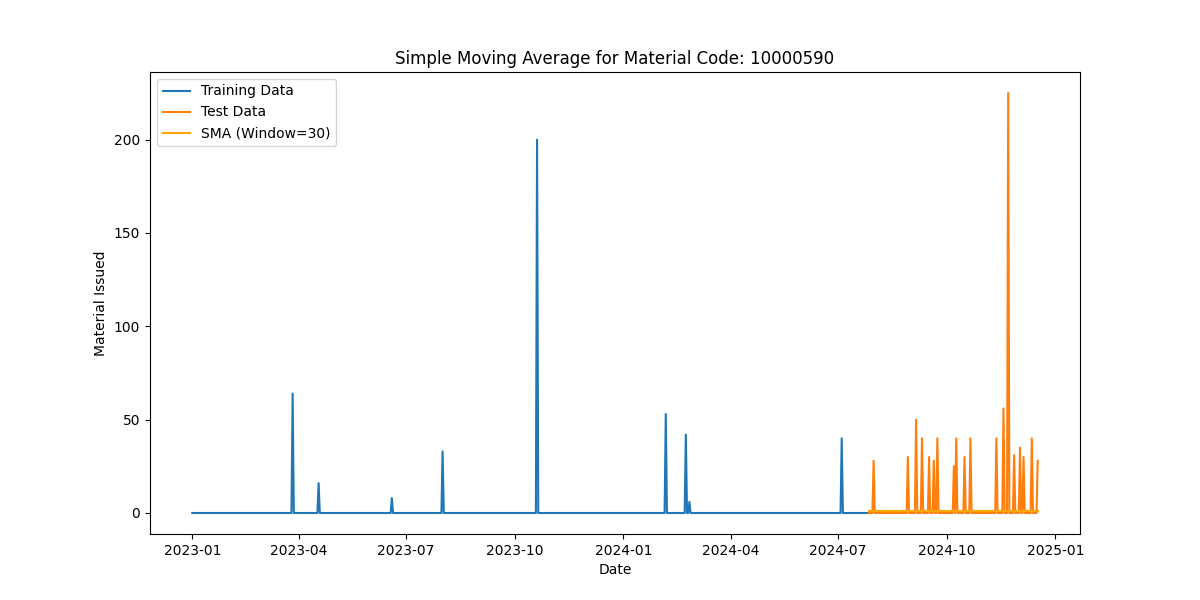 Simple Moving Average for Material Code: 10000590
Training Data
Test Data
SMA (Window=30)
Material Issued
200
150
100
50
0
2023-01 2023-04 2023-07 2023-10 2024-01 2024-04 2024-07 2024-10 2025-01
Date